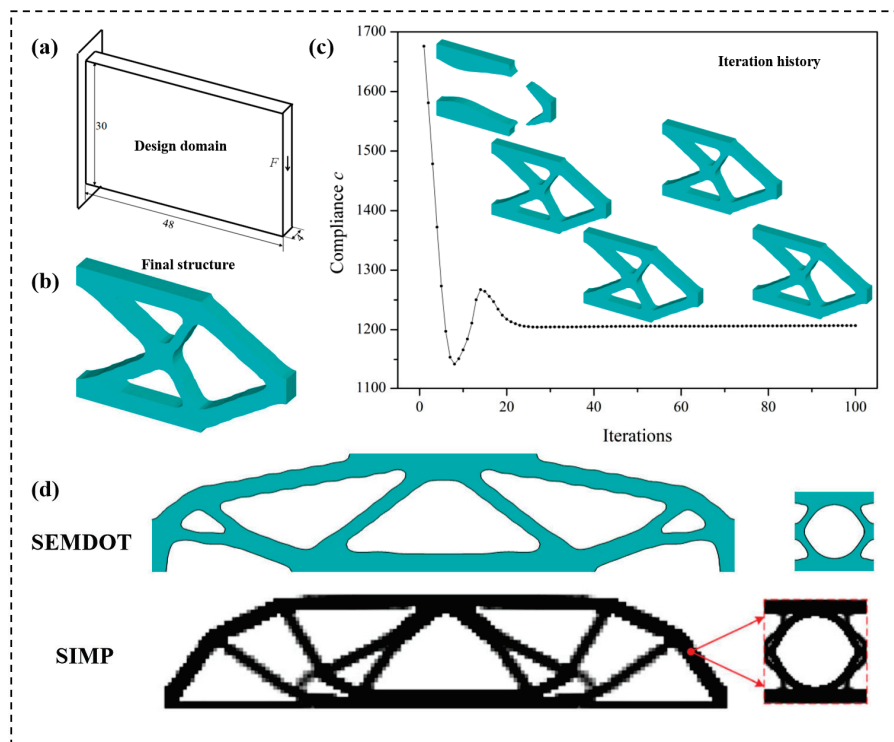 (a)
30
Design domain
F
48
4
(b)
Final structure
(c)
Iteration history
Compliance c
1700
1600
1500
1400
1300
1200
1100
0
20
40
60
80
100
Iterations
(d)
SEMDOT
SIMP